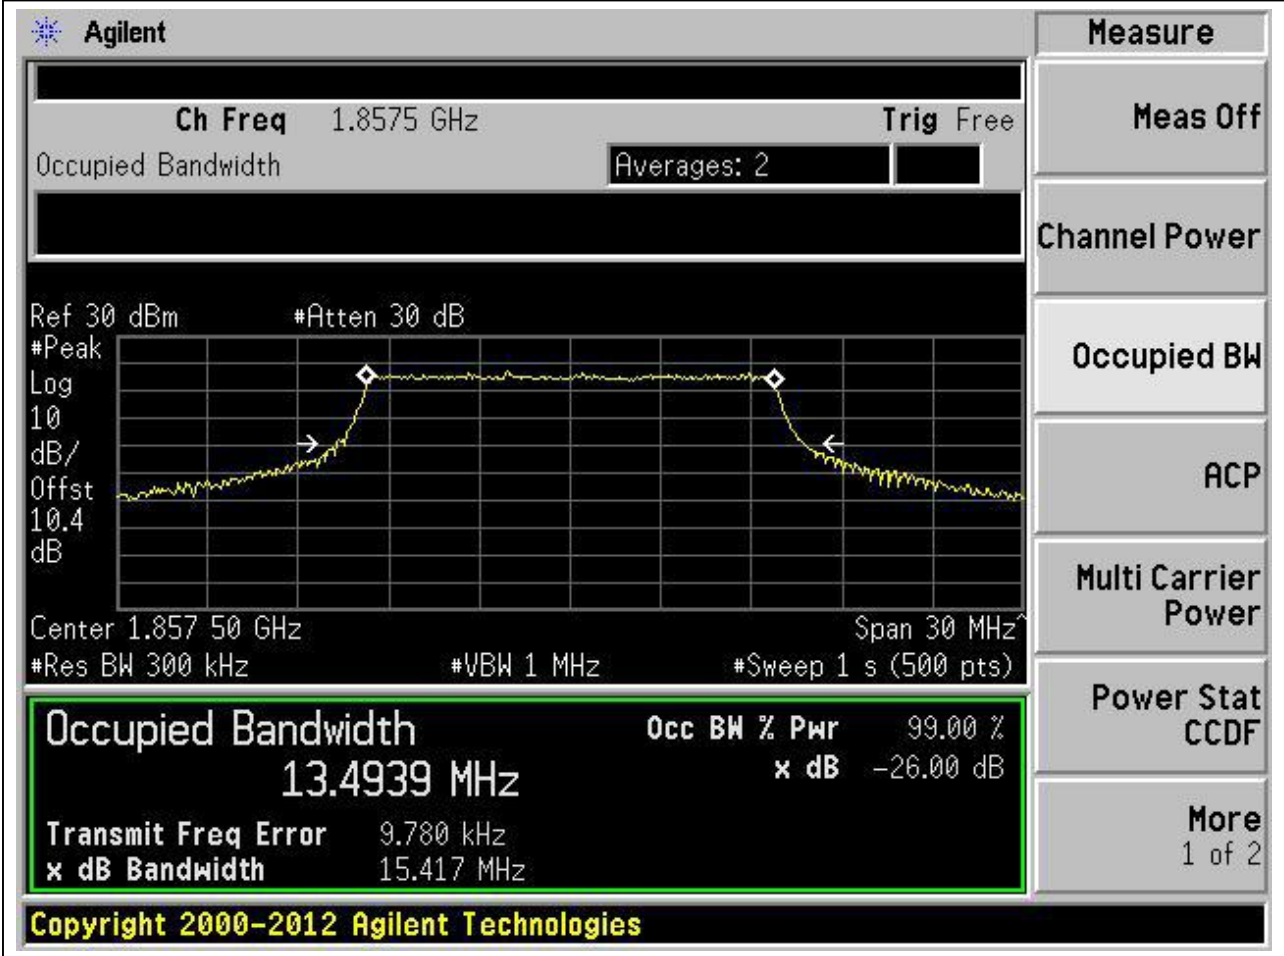 Agilent
Measure
Ch Freq 1.8575 GHz Trig Free
Occupied Bandwidth Averages: 2
Ref 30 dBm #Atten 30 dB
#Peak
Log
10
dB/
Offst
10.4
dB
Center 1.857 50 GHz Span 30 MHz^
#Res BW 300 kHz #VBW 1 MHz #Sweep 1 s (500 pts)
Occupied Bandwidth Occ BW % Pwr 99.00 %
13.4939 MHz x dB -26.00 dB
Transmit Freq Error 9.780 kHz
x dB Bandwidth 15.417 MHz
Meas Off
Channel Power
Occupied BW
ACP
Multi Carrier
Power
Power Stat
CCDF
More
1 of 2
Copyright 2000-2012 Agilent Technologies